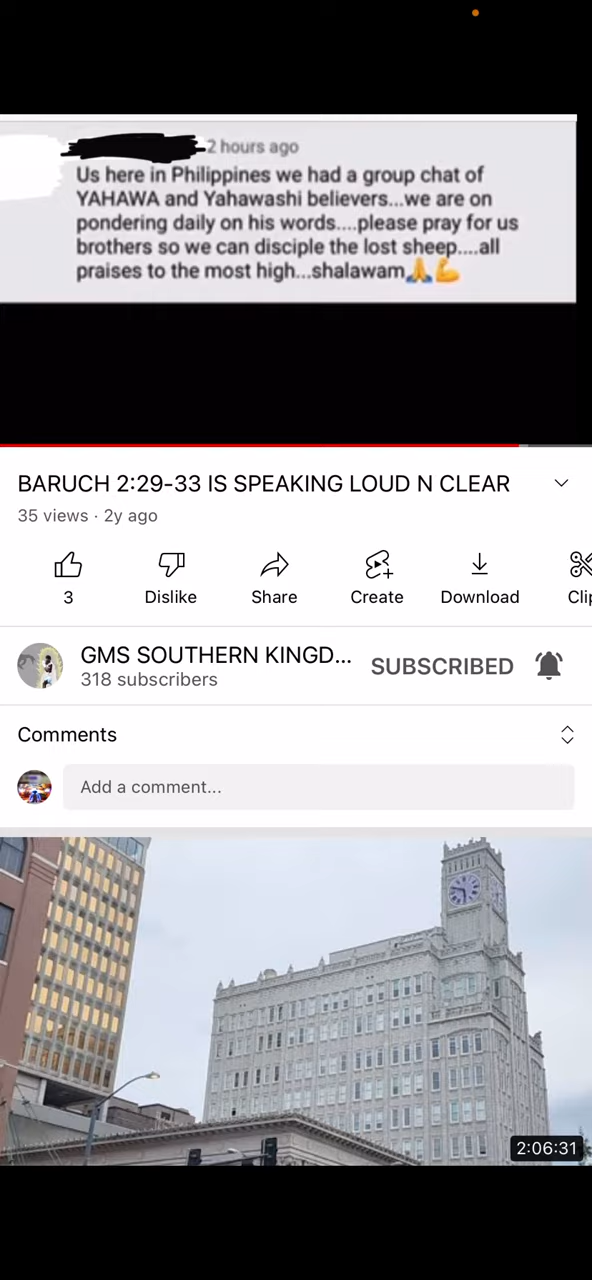 2 hours ago
Us here in Philippines we had a group chat of
YAHAWA and Yahawashi believers...we are on
pondering daily on his words....please pray for us
brothers so we can disciple the lost sheep....all
praises to the most high...shalawam🙏💪
BARUCH 2:29-33 IS SPEAKING LOUD N CLEAR
35 views · 2y ago
3 Dislike Share Create Download Clip
GMS SOUTHERN KINGD... SUBSCRIBED
318 subscribers
Comments
Add a comment...
2:06:31